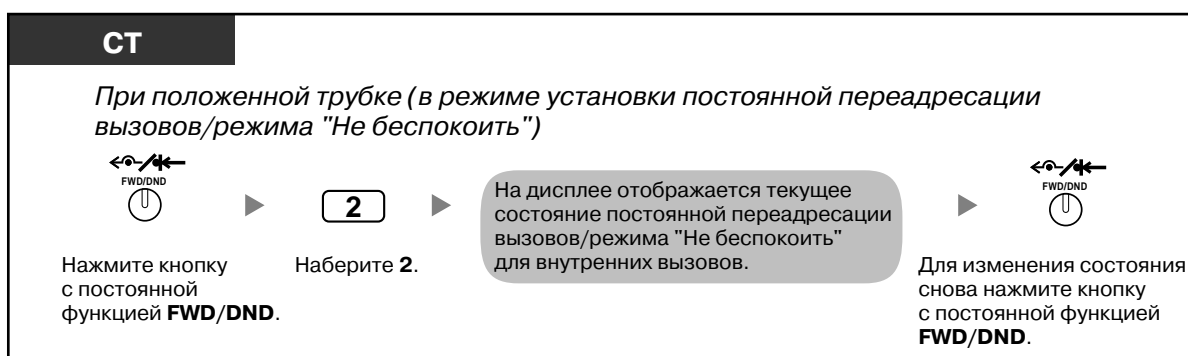 СТ
При положенной трубке (в режиме установки постоянной переадресации
вызовов/режима "Не беспокоить")
FWD/DND
2
На дисплее отображается текущее
состояние постоянной переадресации
вызовов/режима "Не беспокоить"
для внутренних вызовов.
FWD/DND
Нажмите кнопку
с постоянной
функцией FWD/DND.
Наберите 2.
Для изменения состояния
снова нажмите кнопку
с постоянной функцией
FWD/DND.